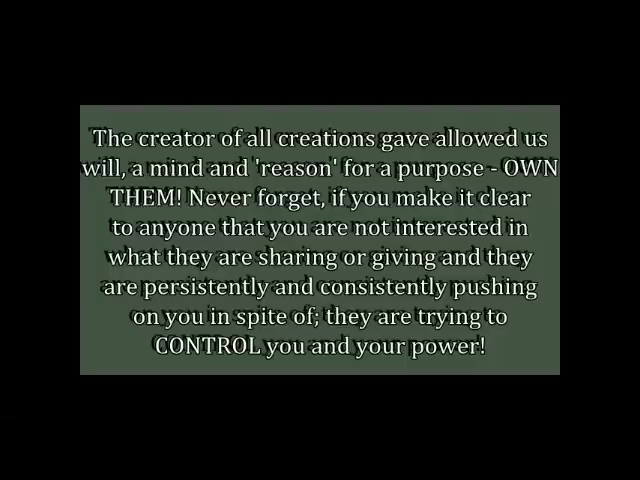 The creator of all creations gave allowed us
will, a mind and 'reason' for a purpose - OWN
THEM! Never forget, if you make it clear
to anyone that you are not interested in
what they are sharing or giving and they
are persistently and consistently pushing
on you in spite of; they are trying to
CONTROL you and your power!